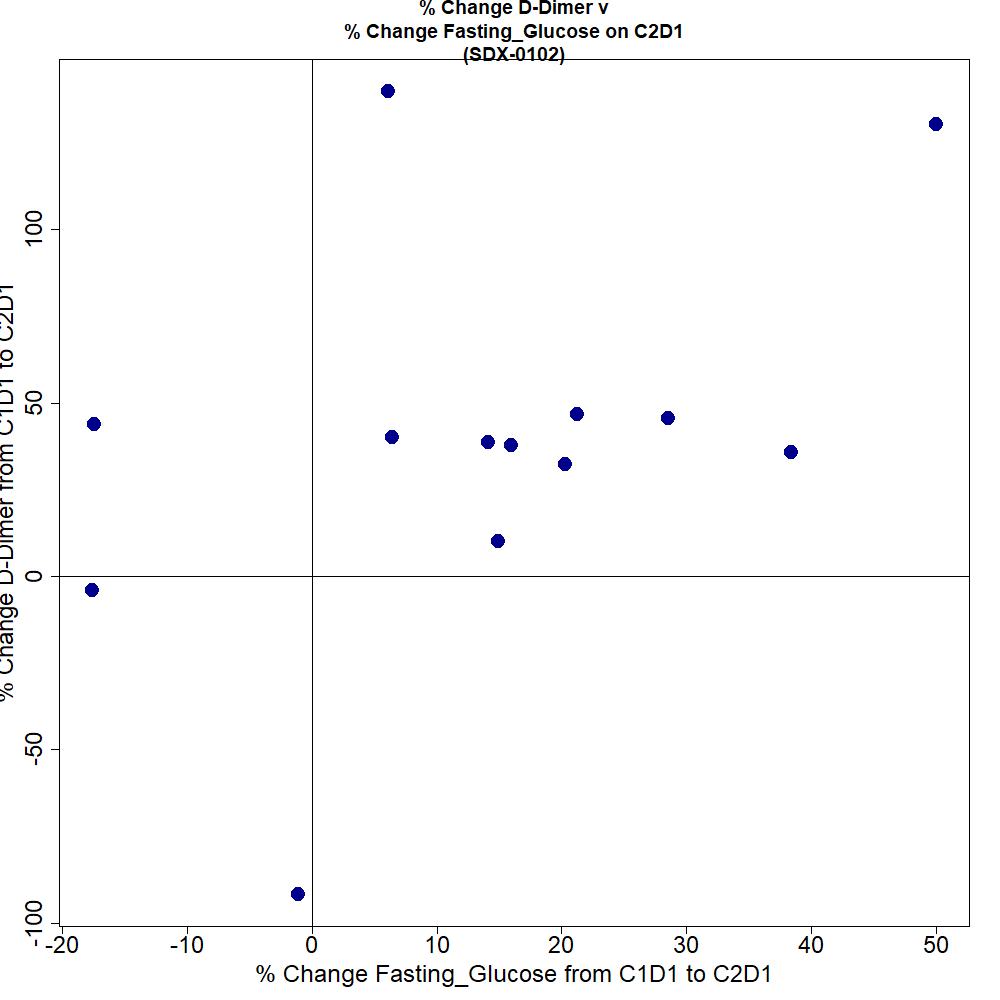 % Change D-Dimer v
% Change Fasting_Glucose on C2D1
(SDX-0102)
% Change D-Dimer from C1D1 to C2D1
100
50
0
-50
-100
-20 -10 0 10 20 30 40 50
% Change Fasting_Glucose from C1D1 to C2D1